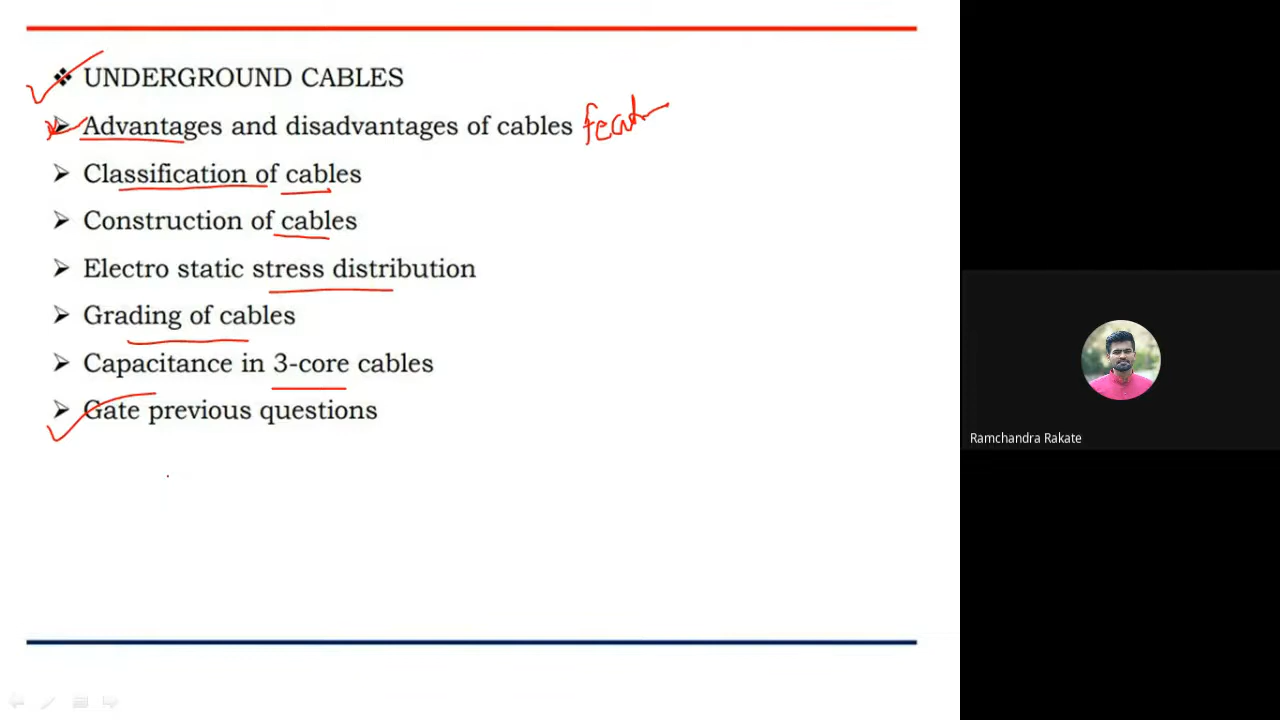 UNDERGROUND CABLES
Advantages and disadvantages of cables
Classification of cables
Construction of cables
Electro static stress distribution
Grading of cables
Capacitance in 3-core cables
Gate previous questions
Ramchandra Rakate